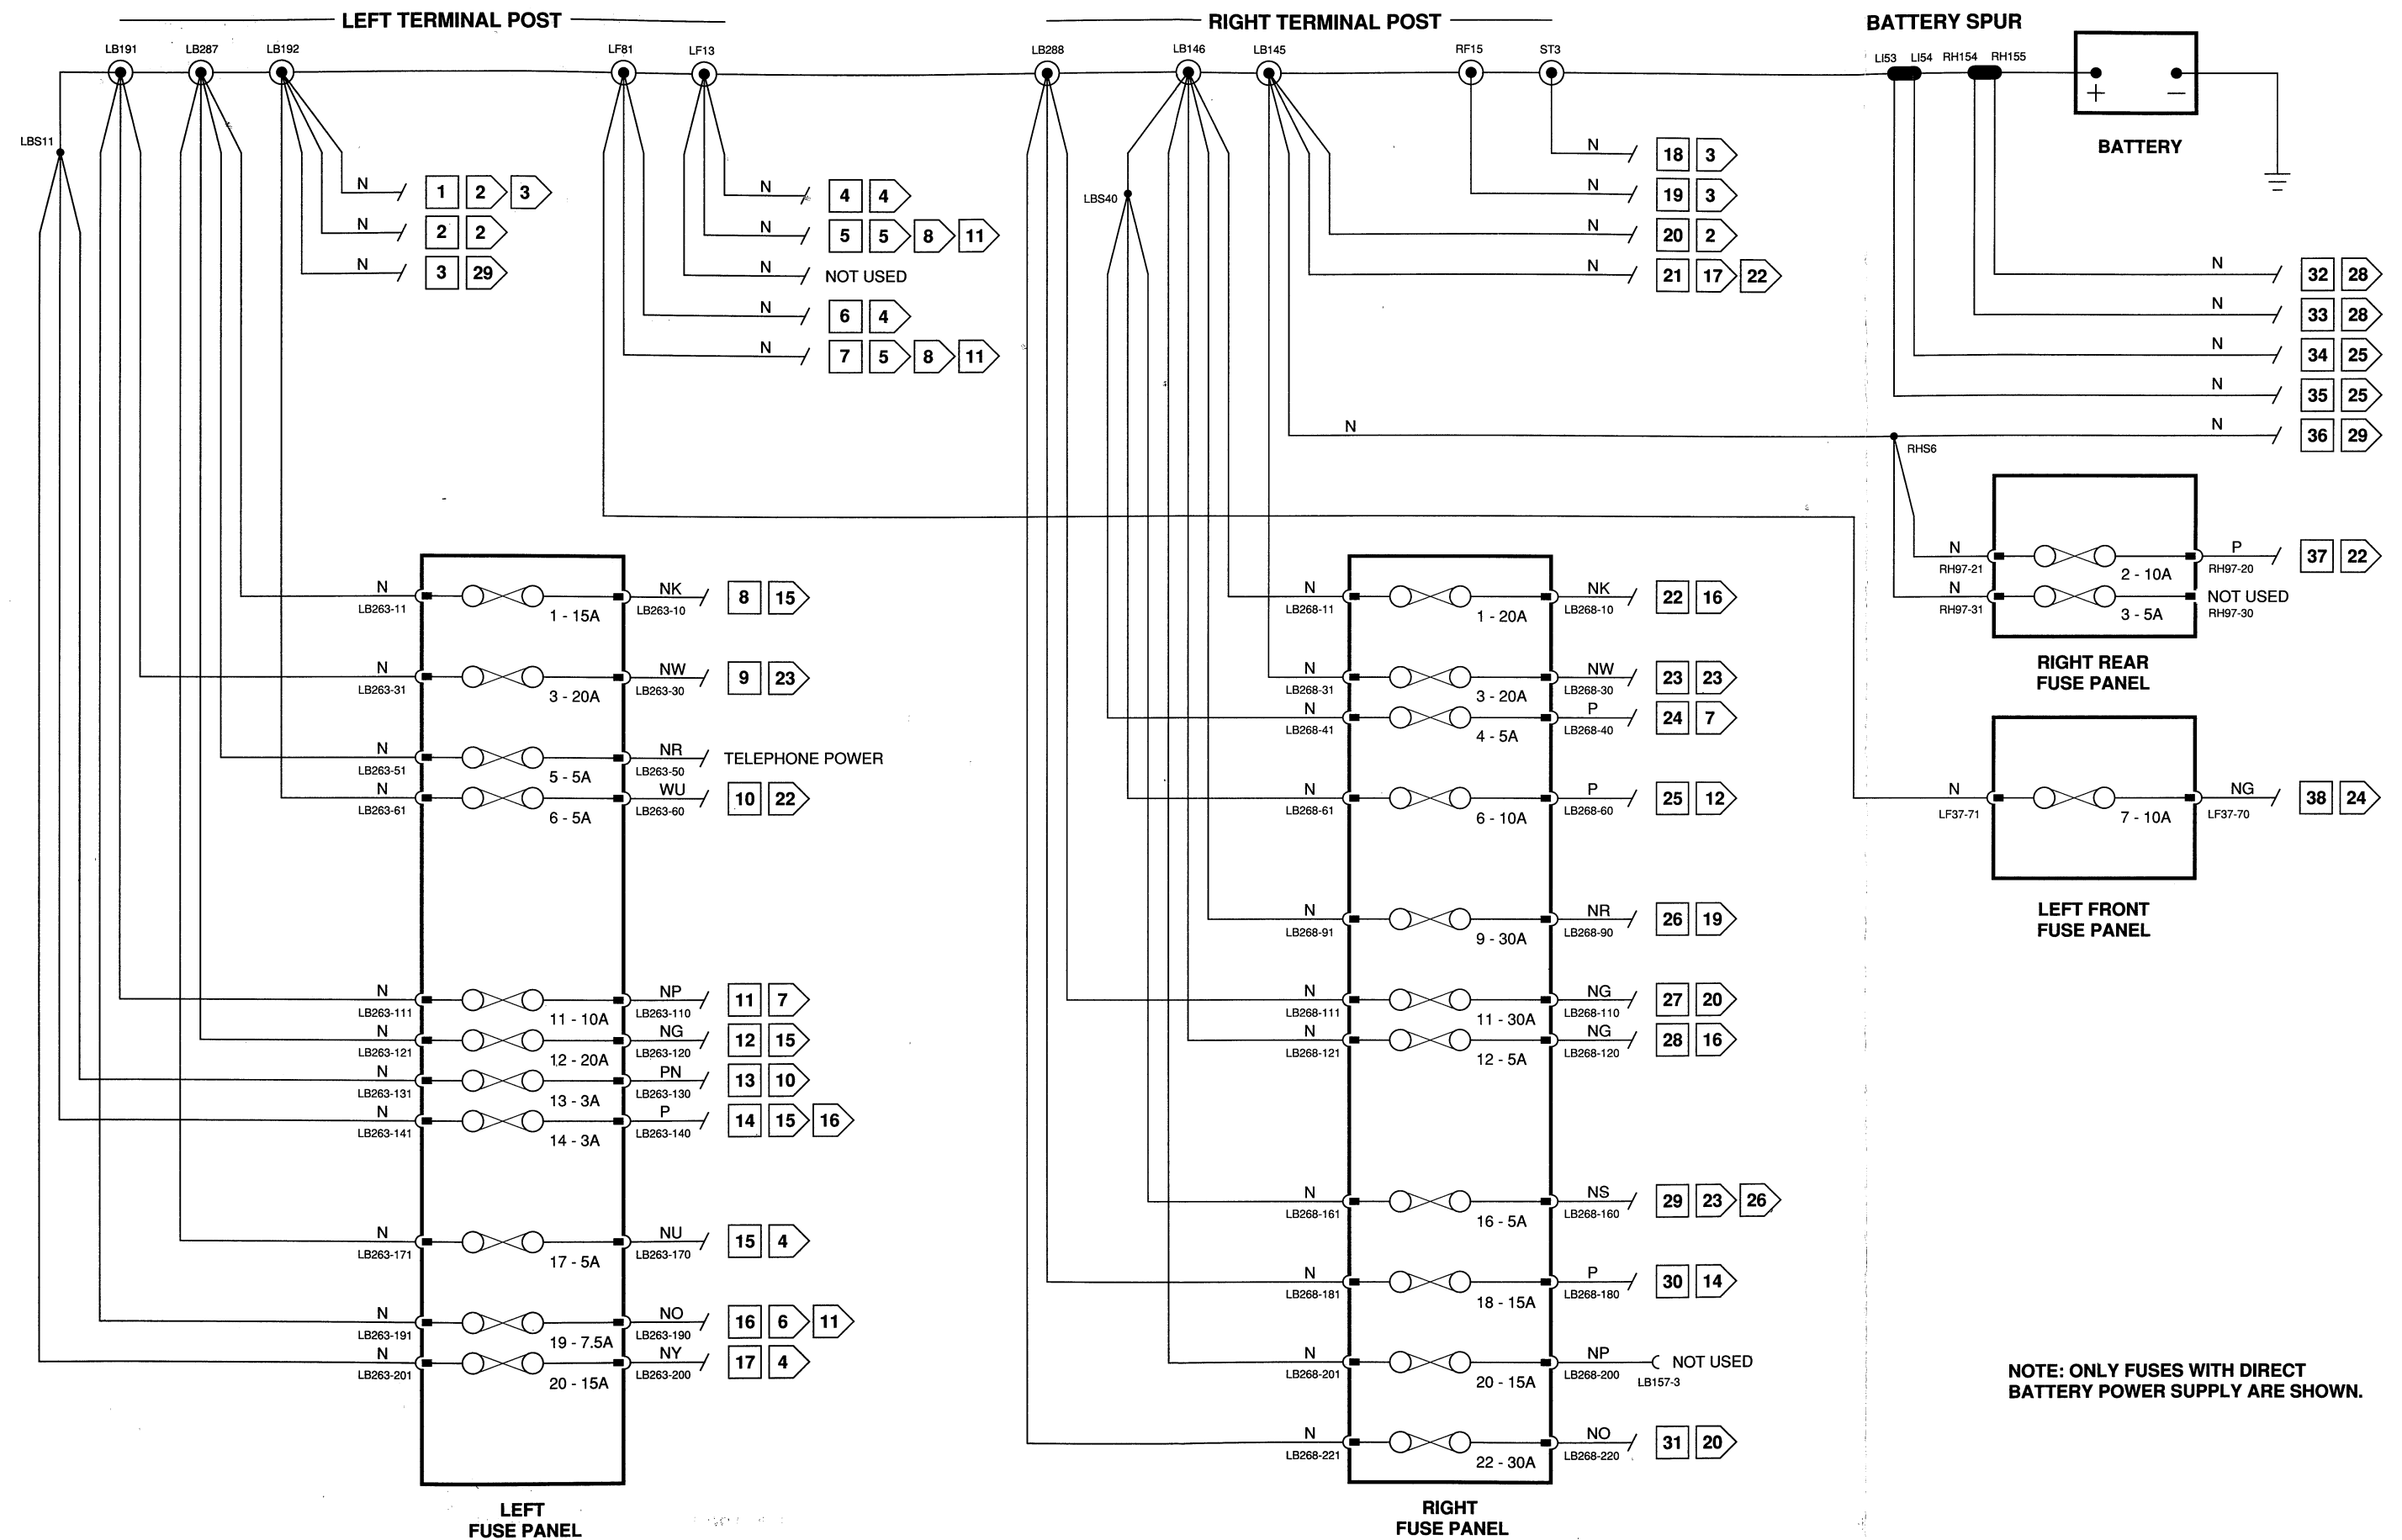 LEFT TERMINAL POST
RIGHT TERMINAL POST
BATTERY SPUR
LB191 LB287 LB192 LF81 LF13 LB288 LB146 LB145 RF15 ST3 LI53 LI54 RH154 RH155
+ −
BATTERY
LBS11
LBS40
N 1 2 3
N 2 2
N 3 29
N 4 4
N 5 5 8 11
N NOT USED
N 6 4
N 7 5 8 11
N 18 3
N 19 3
N 20 2
N 21 17 22
N 32 28
N 33 28
N 34 25
N 35 25
N N 36 29
RHS6
N LB263-11 1 - 15A NK LB263-10 8 15
N LB263-31 3 - 20A NW LB263-30 9 23
N LB263-51 5 - 5A NR LB263-50 TELEPHONE POWER
N LB263-61 6 - 5A WU LB263-60 10 22
N LB263-111 11 - 10A NP LB263-110 11 7
N LB263-121 12 - 20A NG LB263-120 12 15
N LB263-131 13 - 3A PN LB263-130 13 10
N LB263-141 14 - 3A P LB263-140 14 15 16
N LB263-171 17 - 5A NU LB263-170 15 4
N LB263-191 19 - 7.5A NO LB263-190 16 6 11
N LB263-201 20 - 15A NY LB263-200 17 4
LEFT
FUSE PANEL
N LB268-11 1 - 20A NK LB268-10 22 16
N LB268-31 3 - 20A NW LB268-30 23 23
N LB268-41 4 - 5A P LB268-40 24 7
N LB268-61 6 - 10A P LB268-60 25 12
N LB268-91 9 - 30A NR LB268-90 26 19
N LB268-111 11 - 30A NG LB268-110 27 20
N LB268-121 12 - 5A NG LB268-120 28 16
N LB268-161 16 - 5A NS LB268-160 29 23 26
N LB268-181 18 - 15A P LB268-180 30 14
N LB268-201 20 - 15A NP LB268-200 LB157-3 NOT USED
N LB268-221 22 - 30A NO LB268-220 31 20
RIGHT
FUSE PANEL
N RH97-21 2 - 10A P RH97-20 37 22
N RH97-31 3 - 5A NOT USED RH97-30
RIGHT REAR
FUSE PANEL
N LF37-71 7 - 10A NG LF37-70 38 24
LEFT FRONT
FUSE PANEL
NOTE: ONLY FUSES WITH DIRECT
BATTERY POWER SUPPLY ARE SHOWN.